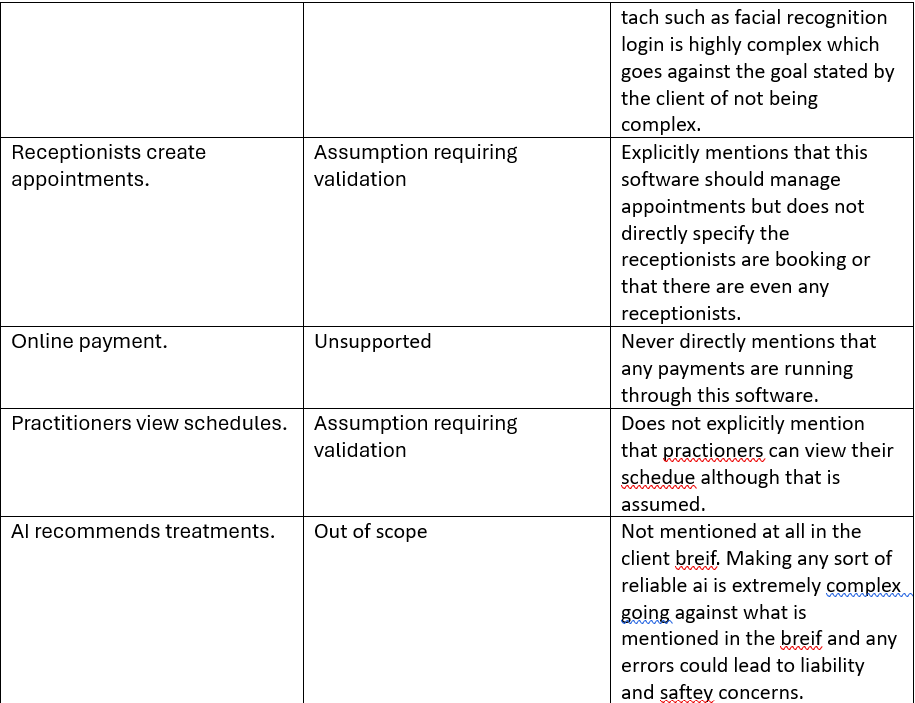 tach such as facial recognition
login is highly complex which
goes against the goal stated by
the client of not being
complex.
Receptionists create
appointments.
Assumption requiring
validation
Explicitly mentions that this
software should manage
appointments but does not
directly specify the
receptionists are booking or
that there are even any
receptionists.
Online payment.
Unsupported
Never directly mentions that
any payments are running
through this software.
Practitioners view schedules.
Assumption requiring
validation
Does not explicitly mention
that practioners can view their
schedue although that is
assumed.
AI recommends treatments.
Out of scope
Not mentioned at all in the
client breif. Making any sort of
reliable ai is extremely complex
going against what is
mentioned in the breif and any
errors could lead to liability
and saftey concerns.